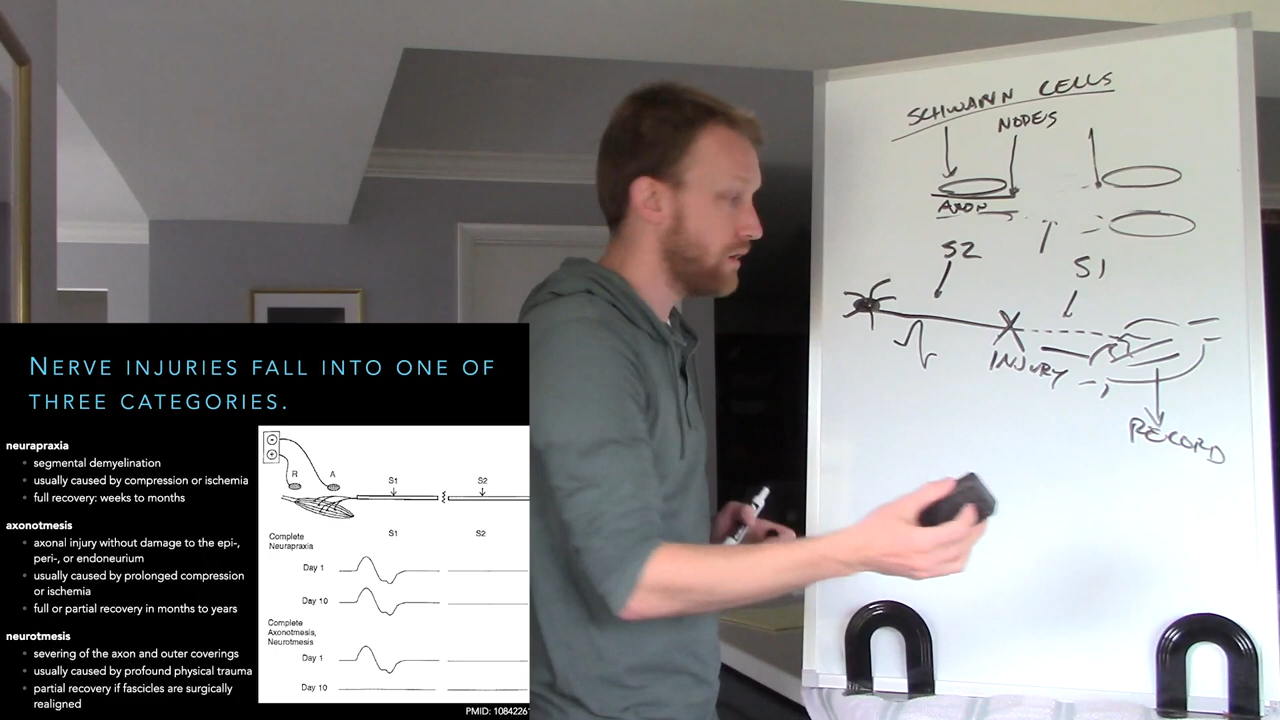 SCHWANN CELLS
NODES
AXON
S2
S1
INJURY
RECORD
NERVE INJURIES FALL INTO ONE OF
THREE CATEGORIES.
neurapraxia
• segmental demyelination
• usually caused by compression or ischemia
• full recovery: weeks to months
axonotmesis
• axonal injury without damage to the epi-,
peri-, or endoneurium
• usually caused by prolonged compression
or ischemia
• full or partial recovery in months to years
neurotmesis
• severing of the axon and outer coverings
• usually caused by profound physical trauma
• partial recovery if fascicles are surgically
realigned
R A
S1 S2
S1 S2
Complete
Neurapraxia
Day 1
Day 10
Complete
Axonotmesis,
Neurotmesis
Day 1
Day 10
PMID: 1084226